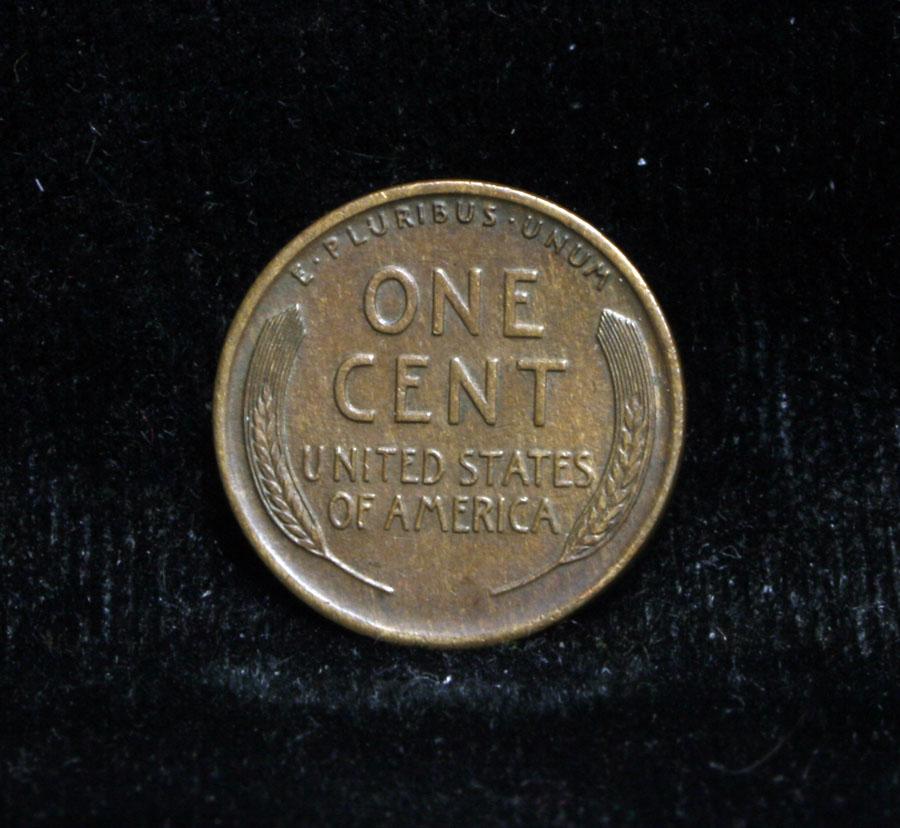 E·PLURIBUS·UNUM
ONE
CENT
UNITED STATES
OF AMERICA